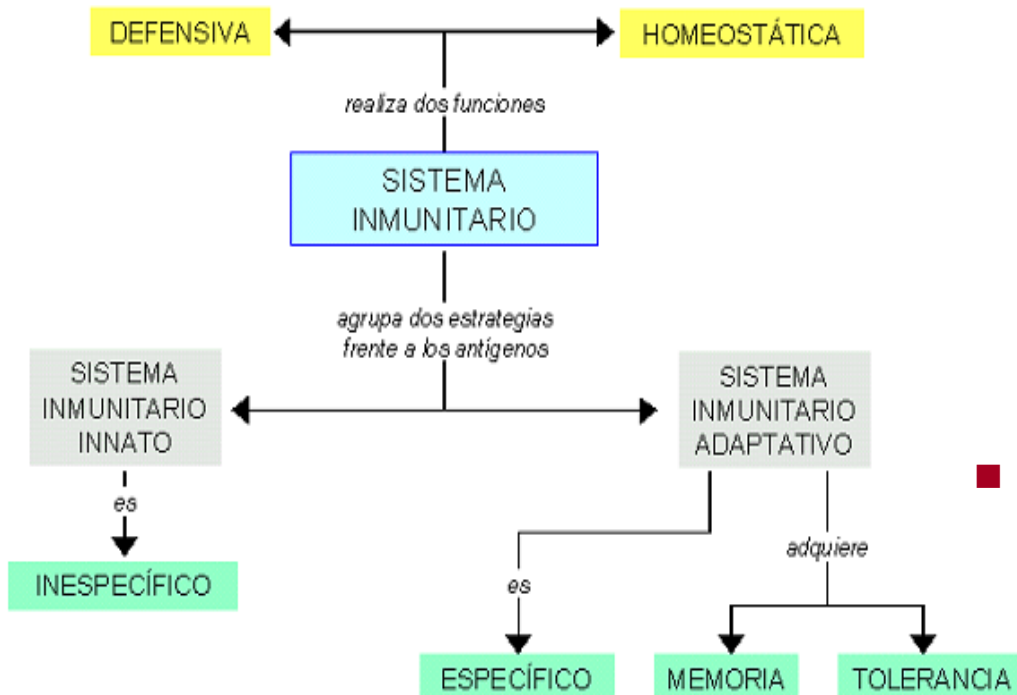 DEFENSIVA
HOMEOSTÁTICA
realiza dos funciones
SISTEMA
INMUNITARIO
agrupa dos estrategias
frente a los antígenos
SISTEMA
INMUNITARIO
INNATO
SISTEMA
INMUNITARIO
ADAPTATIVO
es
INESPECÍFICO
es
adquiere
ESPECÍFICO
MEMORIA
TOLERANCIA